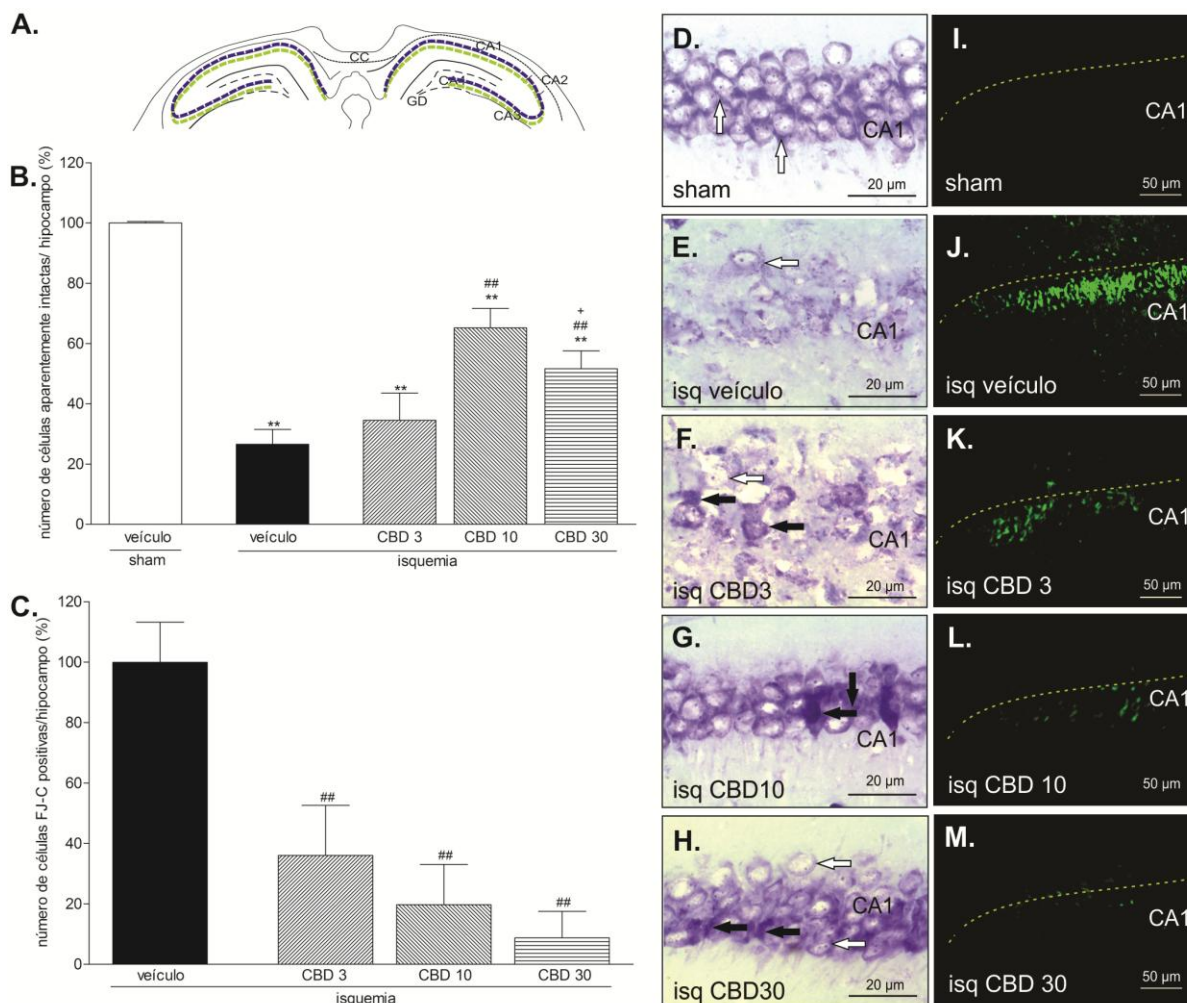 A.
CC
CA1
CA2
CA4
GD
CA3
B.
número de células aparentemente intactas/ hipocampo (%)
120
100
80
60
40
20
0
**
**
##
**
+
##
**
veículo
sham
veículo
CBD 3
CBD 10
CBD 30
isquemia
C.
número de células FJ-C positivas/hipocampo (%)
120
100
80
60
40
20
0
##
##
##
veículo
CBD 3
CBD 10
CBD 30
isquemia
D.
CA1
sham
20 µm
E.
CA1
isq veículo
20 µm
F.
CA1
isq CBD3
20 µm
G.
CA1
isq CBD10
20 µm
H.
CA1
isq CBD30
20 µm
I.
CA1
sham
50 µm
J.
CA1
isq veículo
50 µm
K.
CA1
isq CBD 3
50 µm
L.
CA1
isq CBD 10
50 µm
M.
CA1
isq CBD 30
50 µm